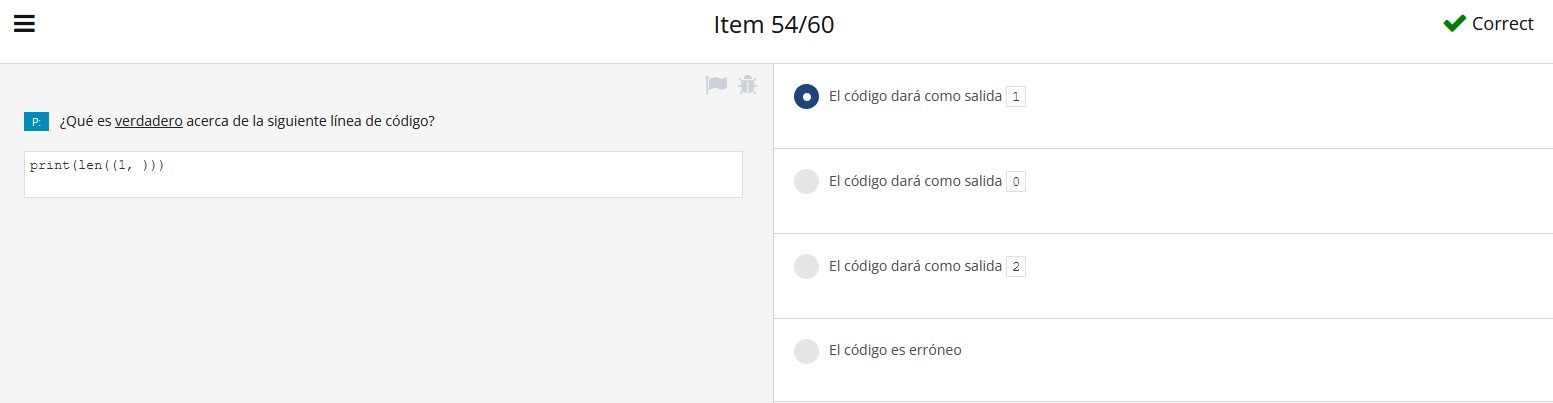 Item 54/60
Correct
P: ¿Qué es verdadero acerca de la siguiente línea de código?
print(len((1, )))
El código dará como salida 1
El código dará como salida 0
El código dará como salida 2
El código es erróneo